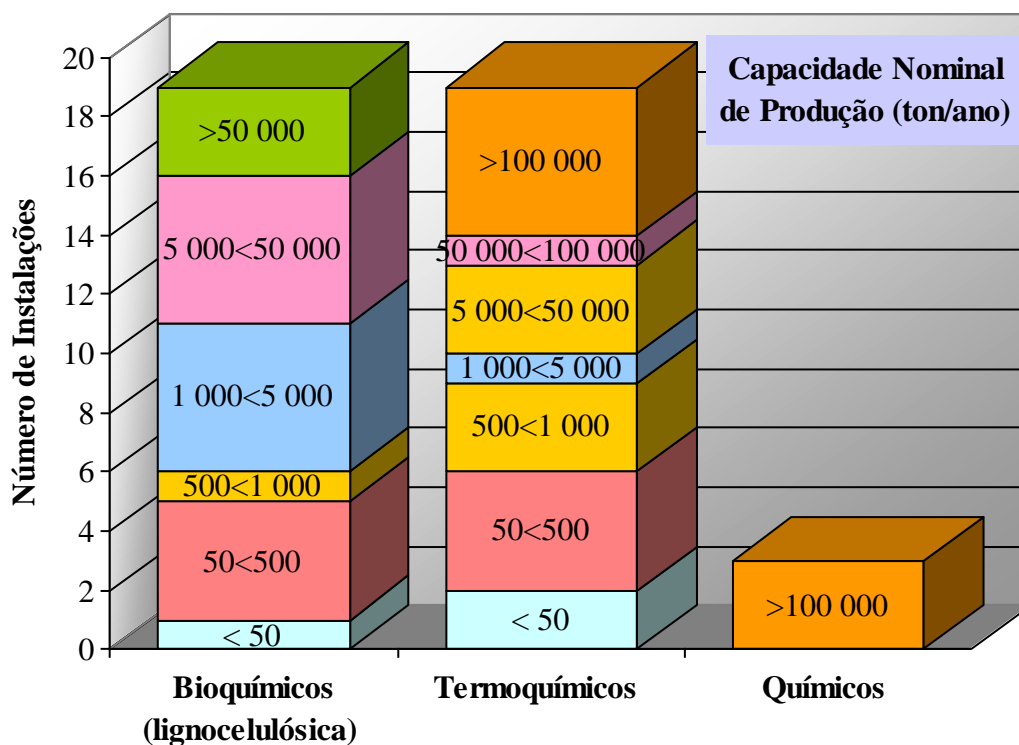 Capacidade Nominal
de Produção (ton/ano)
Número de Instalações
20
18
16
14
12
10
8
6
4
2
0
>50 000
5 000<50 000
1 000<5 000
500<1 000
50<500
< 50
>100 000
50 000<100 000
5 000<50 000
1 000<5 000
500<1 000
50<500
< 50
>100 000
Bioquímicos
(lignocelulósica)
Termoquímicos
Químicos